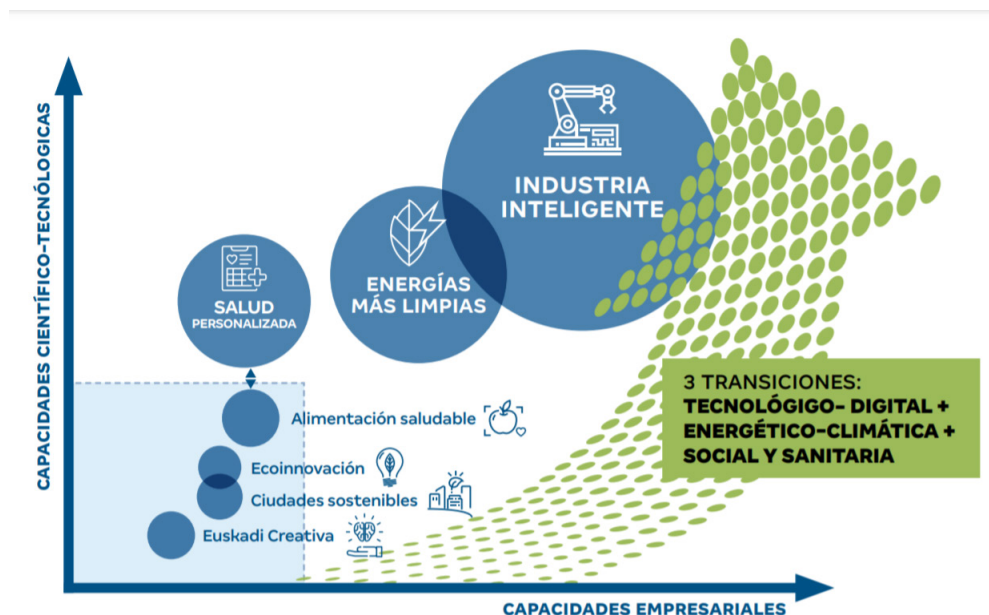 CAPACIDADES CIENTÍFICO-TECNÓLOGICAS
INDUSTRIA
INTELIGENTE
ENERGÍAS
MÁS LIMPIAS
SALUD
PERSONALIZADA
3 TRANSICIONES:
TECNOLÓGIGO- DIGITAL +
ENERGÉTICO-CLIMÁTICA +
SOCIAL Y SANITARIA
Alimentación saludable
Ecoinnovación
Ciudades sostenibles
Euskadi Creativa
CAPACIDADES EMPRESARIALES